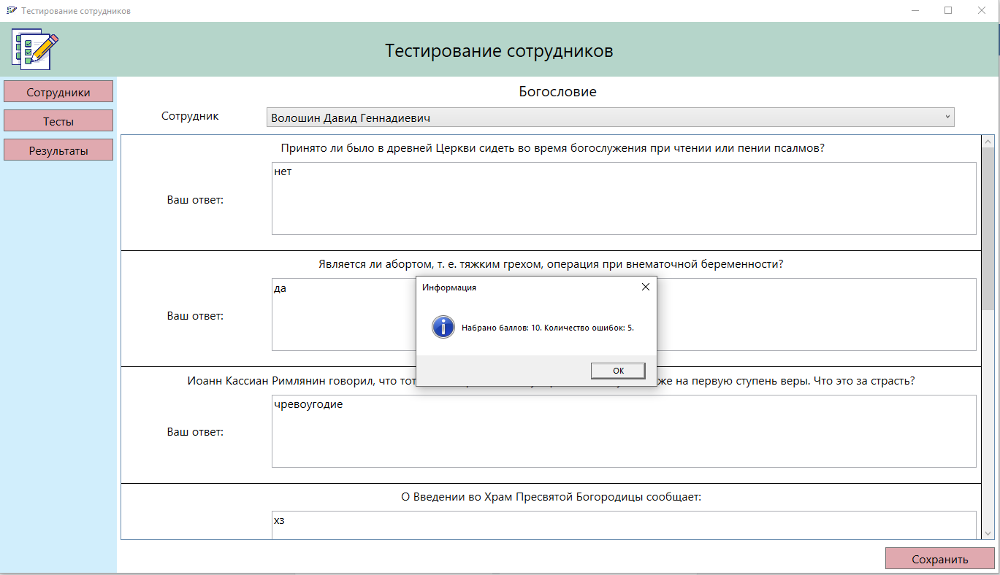 Тестирование сотрудников
Тестирование сотрудников
Сотрудники
Тесты
Результаты
Богословие
Сотрудник
Волошин Давид Геннадиевич
Принято ли было в древней Церкви сидеть во время богослужения при чтении или пении псалмов?
Ваш ответ:
нет
Является ли абортом, т. е. тяжким грехом, операция при внематочной беременности?
Ваш ответ:
да
Информация
Набрано баллов: 10. Количество ошибок: 5.
ОК
Иоанн Кассиан Римлянин говорил, что тот же на первую ступень веры. Что это за страсть?
Ваш ответ:
чревоугодие
О Введении во Храм Пресвятой Богородицы сообщает:
хз
Сохранить